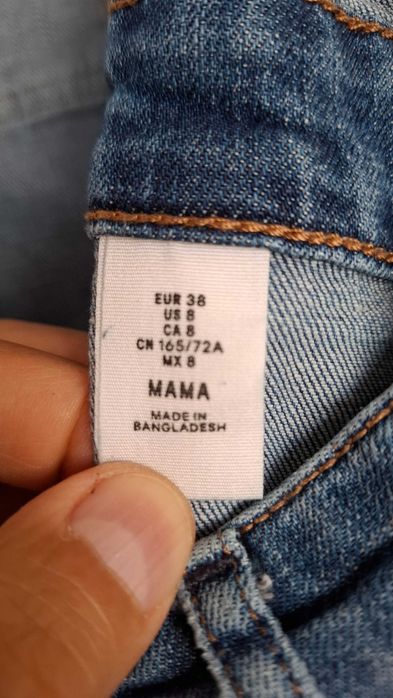 EUR 38
US 8
CA 8
CN 165/72A
MX 8
MAMA
MADE IN
BANGLADESH